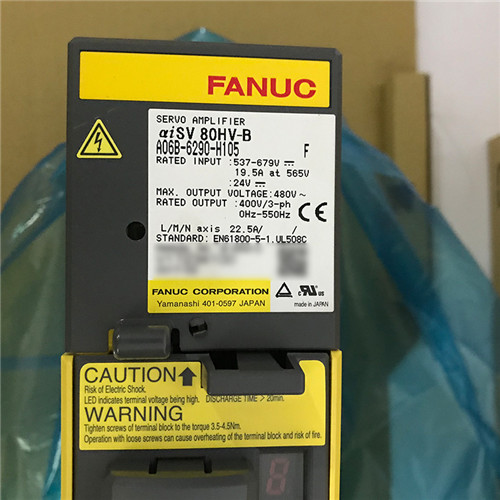 FANUC
SERVO AMPLIFIER
αiSV 80HV-B
A06B-6290-H105 F
RATED INPUT :537-679V
19.5A at 565V
:24V
MAX. OUTPUT VOLTAGE:480V~
RATED OUTPUT :400V/3-ph
0Hz-550Hz
CE
L/M/N axis 22.5A/ /
STANDARD: EN61800-5-1.UL508C
FANUC CORPORATION
Yamanashi 401-0597 JAPAN
c RU us
made in JAPAN
CAUTION
Risk of Electric Shock.
LED indicates terminal voltage being high. DISCHARGE TIME > 20min.
WARNING
Tighten screws of terminal block to the torque 3.5-4.5Nm.
Operation with loose screws can cause overheating of the terminal block and risk of fire.